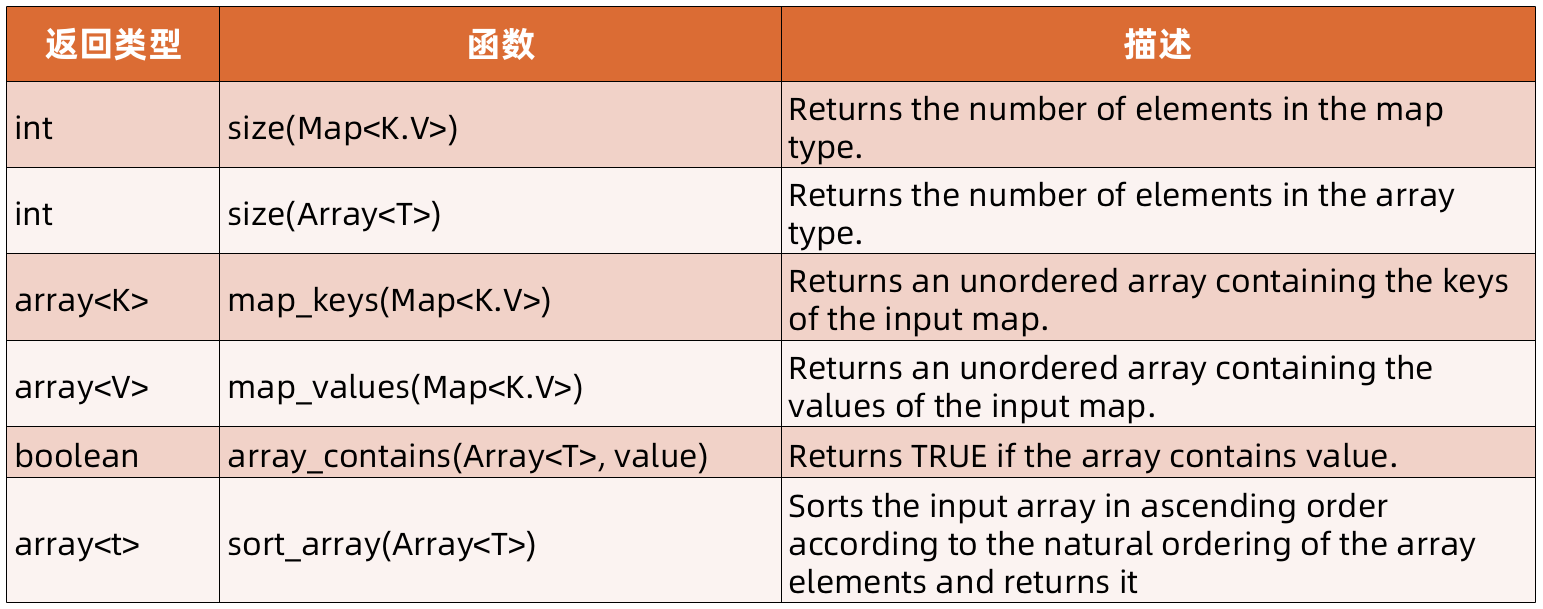 返回类型 函数 描述
int size(Map<K.V>) Returns the number of elements in the map
type.
int size(Array<T>) Returns the number of elements in the array
type.
array<K> map_keys(Map<K.V>) Returns an unordered array containing the keys
of the input map.
array<V> map_values(Map<K.V>) Returns an unordered array containing the
values of the input map.
boolean array_contains(Array<T>, value) Returns TRUE if the array contains value.
array<t> sort_array(Array<T>) Sorts the input array in ascending order
according to the natural ordering of the array
elements and returns it